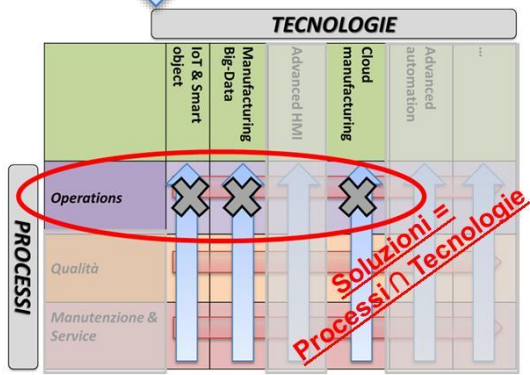 TECNOLOGIE
IoT & Smart
object
Manufacturing
Big-Data
Advanced HMI
Cloud
manufacturing
Advanced
automation
...
PROCESSI
Operations
Qualità
Manutenzione &
Service
Soluzioni =
Processi ∩ Tecnologie